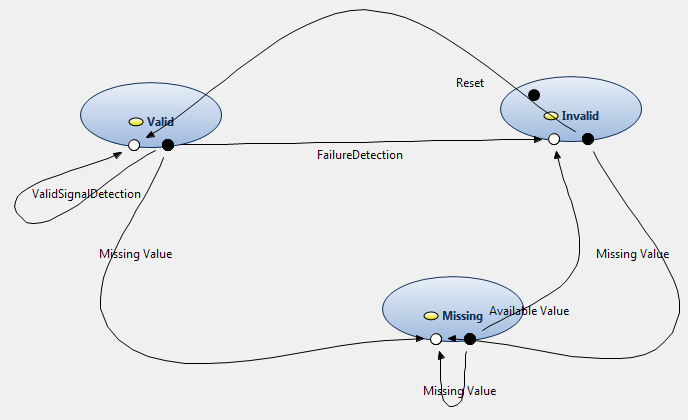 Reset
Valid
Invalid
FailureDetection
ValidSignalDetection
Missing Value
Missing Value
Missing
Available Value
Missing Value